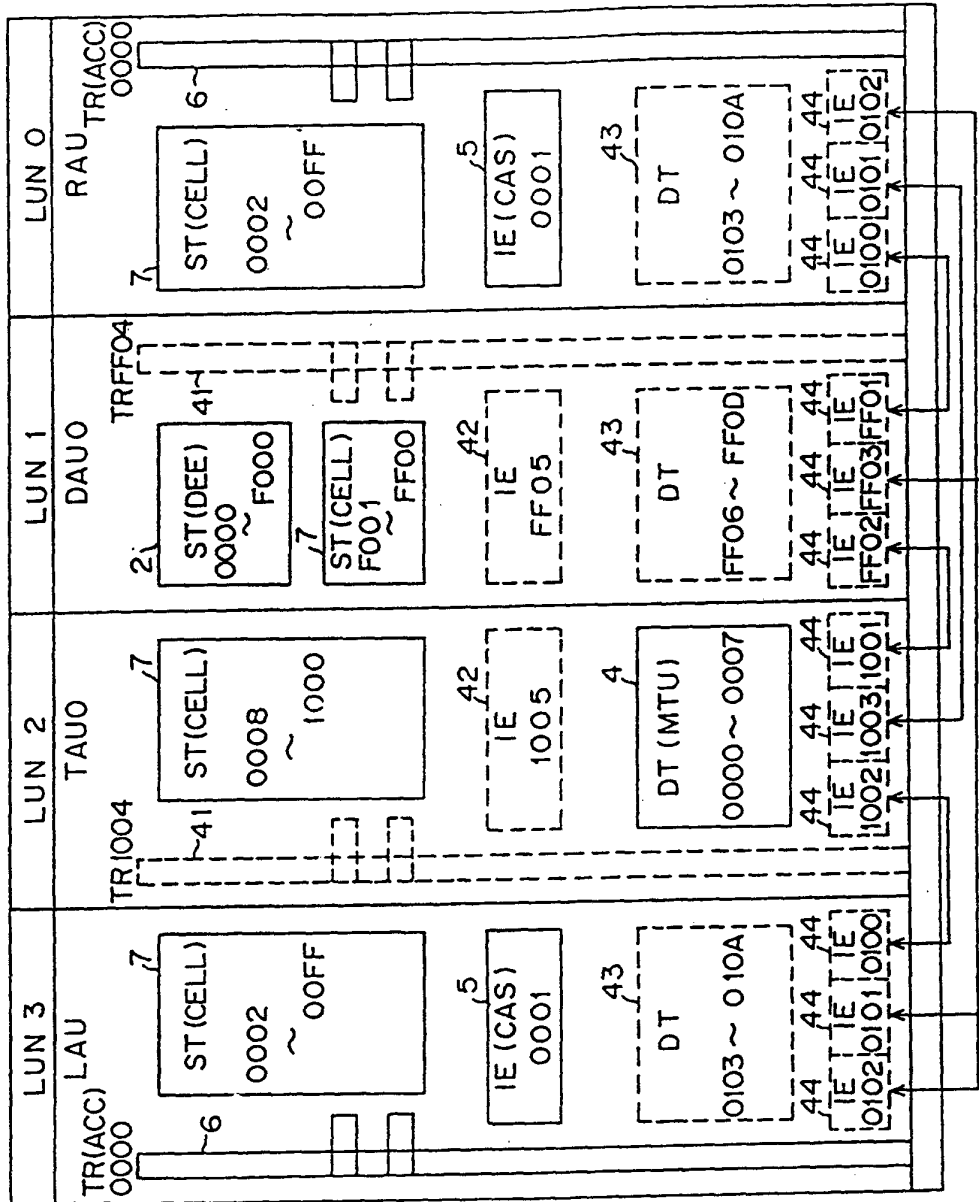 LUN 3
LAU
TR(ACC)
0000
6
7
ST(CELL)
0002
~
00FF
5
IE(CAS)
0001
43
DT
0103~010A
44 44 44
IE IE IE
0102 0101 0100
LUN 2
TAU0
TR1004
41
7
ST(CELL)
0008
~
1000
42
IE
1005
4
DT(MTU)
0000~0007
44 44 44
IE IE IE
1002 1003 1001
LUN 1
DAU0
TRFF04
41
2
ST(DEE)
0000
~
F000
7
ST(CELL)
F001
~
FF00
42
IE
FF05
43
DT
FF06~FF0D
44 44 44
IE IE IE
FF02 FF03 FF01
LUN 0
RAU
TR(ACC)
0000
6
7
ST(CELL)
0002
~
00FF
5
IE(CAS)
0001
43
DT
0103~010A
44 44 44
IE IE IE
0100 0101 0102